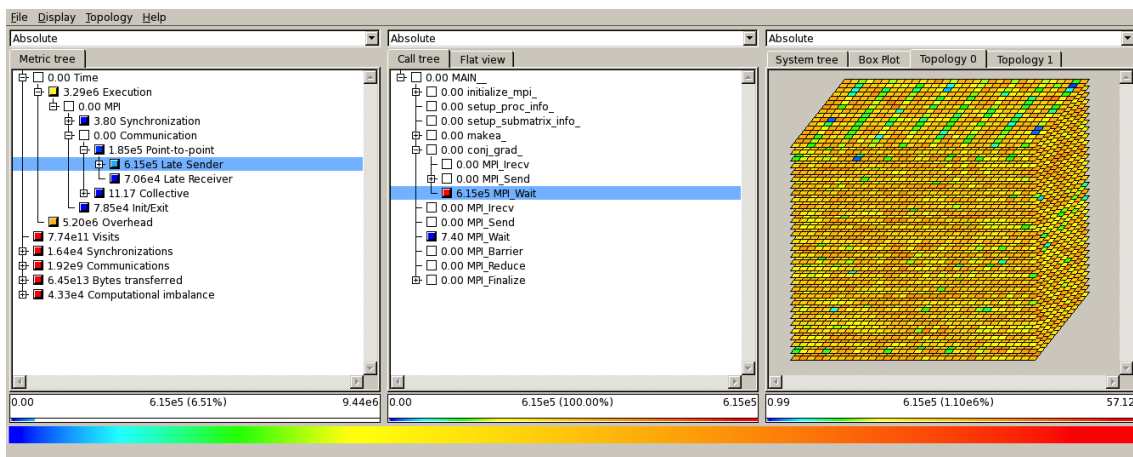 File Display Topology Help
Absolute
Absolute
Absolute
Metric tree
Call tree Flat view
System tree Box Plot Topology 0 Topology 1
0.00 Time
3.29e6 Execution
0.00 MPI
3.80 Synchronization
0.00 Communication
1.85e5 Point-to-point
6.15e5 Late Sender
7.06e4 Late Receiver
11.17 Collective
7.85e4 Init/Exit
5.20e6 Overhead
7.74e11 Visits
1.64e4 Synchronizations
1.92e9 Communications
6.45e13 Bytes transferred
4.33e4 Computational imbalance
0.00 MAIN__
0.00 initialize_mpi_
0.00 setup_proc_info_
0.00 setup_submatrix_info_
0.00 makea_
0.00 conj_grad_
0.00 MPI_Irecv
0.00 MPI_Send
6.15e5 MPI_Wait
0.00 MPI_Irecv
0.00 MPI_Send
7.40 MPI_Wait
0.00 MPI_Barrier
0.00 MPI_Reduce
0.00 MPI_Finalize
0.00 6.15e5 (6.51%) 9.44e6
0.00 6.15e5 (100.00%) 6.15e5
0.99 6.15e5 (1.10e6%) 57.12